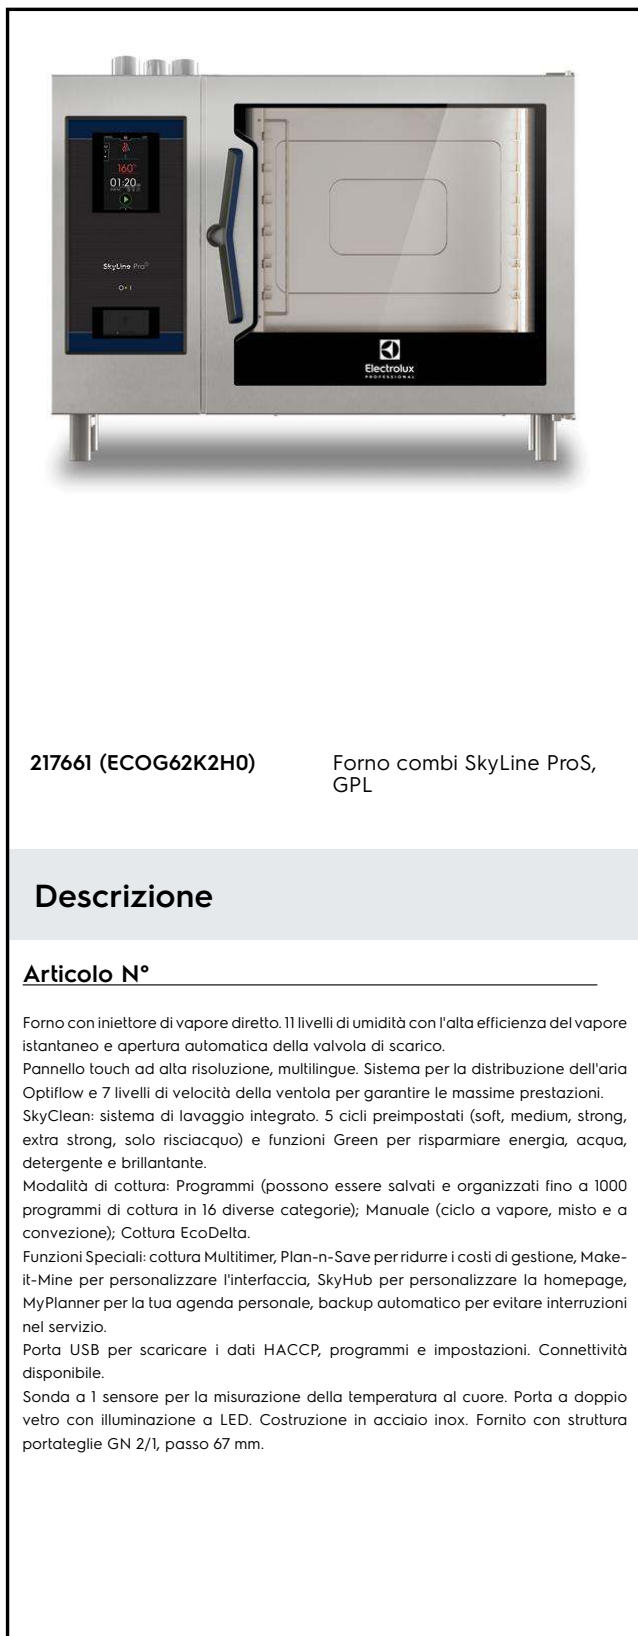 160°
01:20
SkyLine ProS
Electrolux
PROFESSIONAL
217661 (ECOG62K2H0)
Forno combi SkyLine ProS,
GPL
Descrizione
Articolo N°
Forno con iniettore di vapore diretto. 11 livelli di umidità con l'alta efficienza del vapore
istantaneo e apertura automatica della valvola di scarico.
Pannello touch ad alta risoluzione, multilingue. Sistema per la distribuzione dell'aria
Optiflow e 7 livelli di velocità della ventola per garantire le massime prestazioni.
SkyClean: sistema di lavaggio integrato. 5 cicli preimpostati (soft, medium, strong,
extra strong, solo risciacquo) e funzioni Green per risparmiare energia, acqua,
detergente e brillantante.
Modalità di cottura: Programmi (possono essere salvati e organizzati fino a 1000
programmi di cottura in 16 diverse categorie); Manuale (ciclo a vapore, misto e a
convezione); Cottura EcoDelta.
Funzioni Speciali: cottura Multitimer, Plan-n-Save per ridurre i costi di gestione, Make-
it-Mine per personalizzare l'interfaccia, SkyHub per personalizzare la homepage,
MyPlanner per la tua agenda personale, backup automatico per evitare interruzioni
nel servizio.
Porta USB per scaricare i dati HACCP, programmi e impostazioni. Connettività
disponibile.
Sonda a 1 sensore per la misurazione della temperatura al cuore. Porta a doppio
vetro con illuminazione a LED. Costruzione in acciaio inox. Fornito con struttura
portateglie GN 2/1, passo 67 mm.